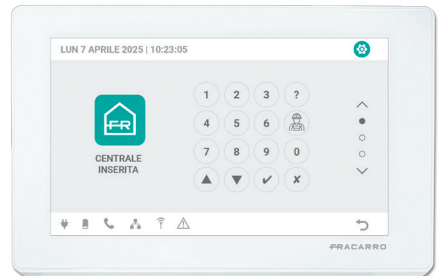 LUN 7 APRILE 2025 | 10:23:05
1 2 3 ?
4 5 6
7 8 9 0
FR
CENTRALE
INSERITA
FRACARRO